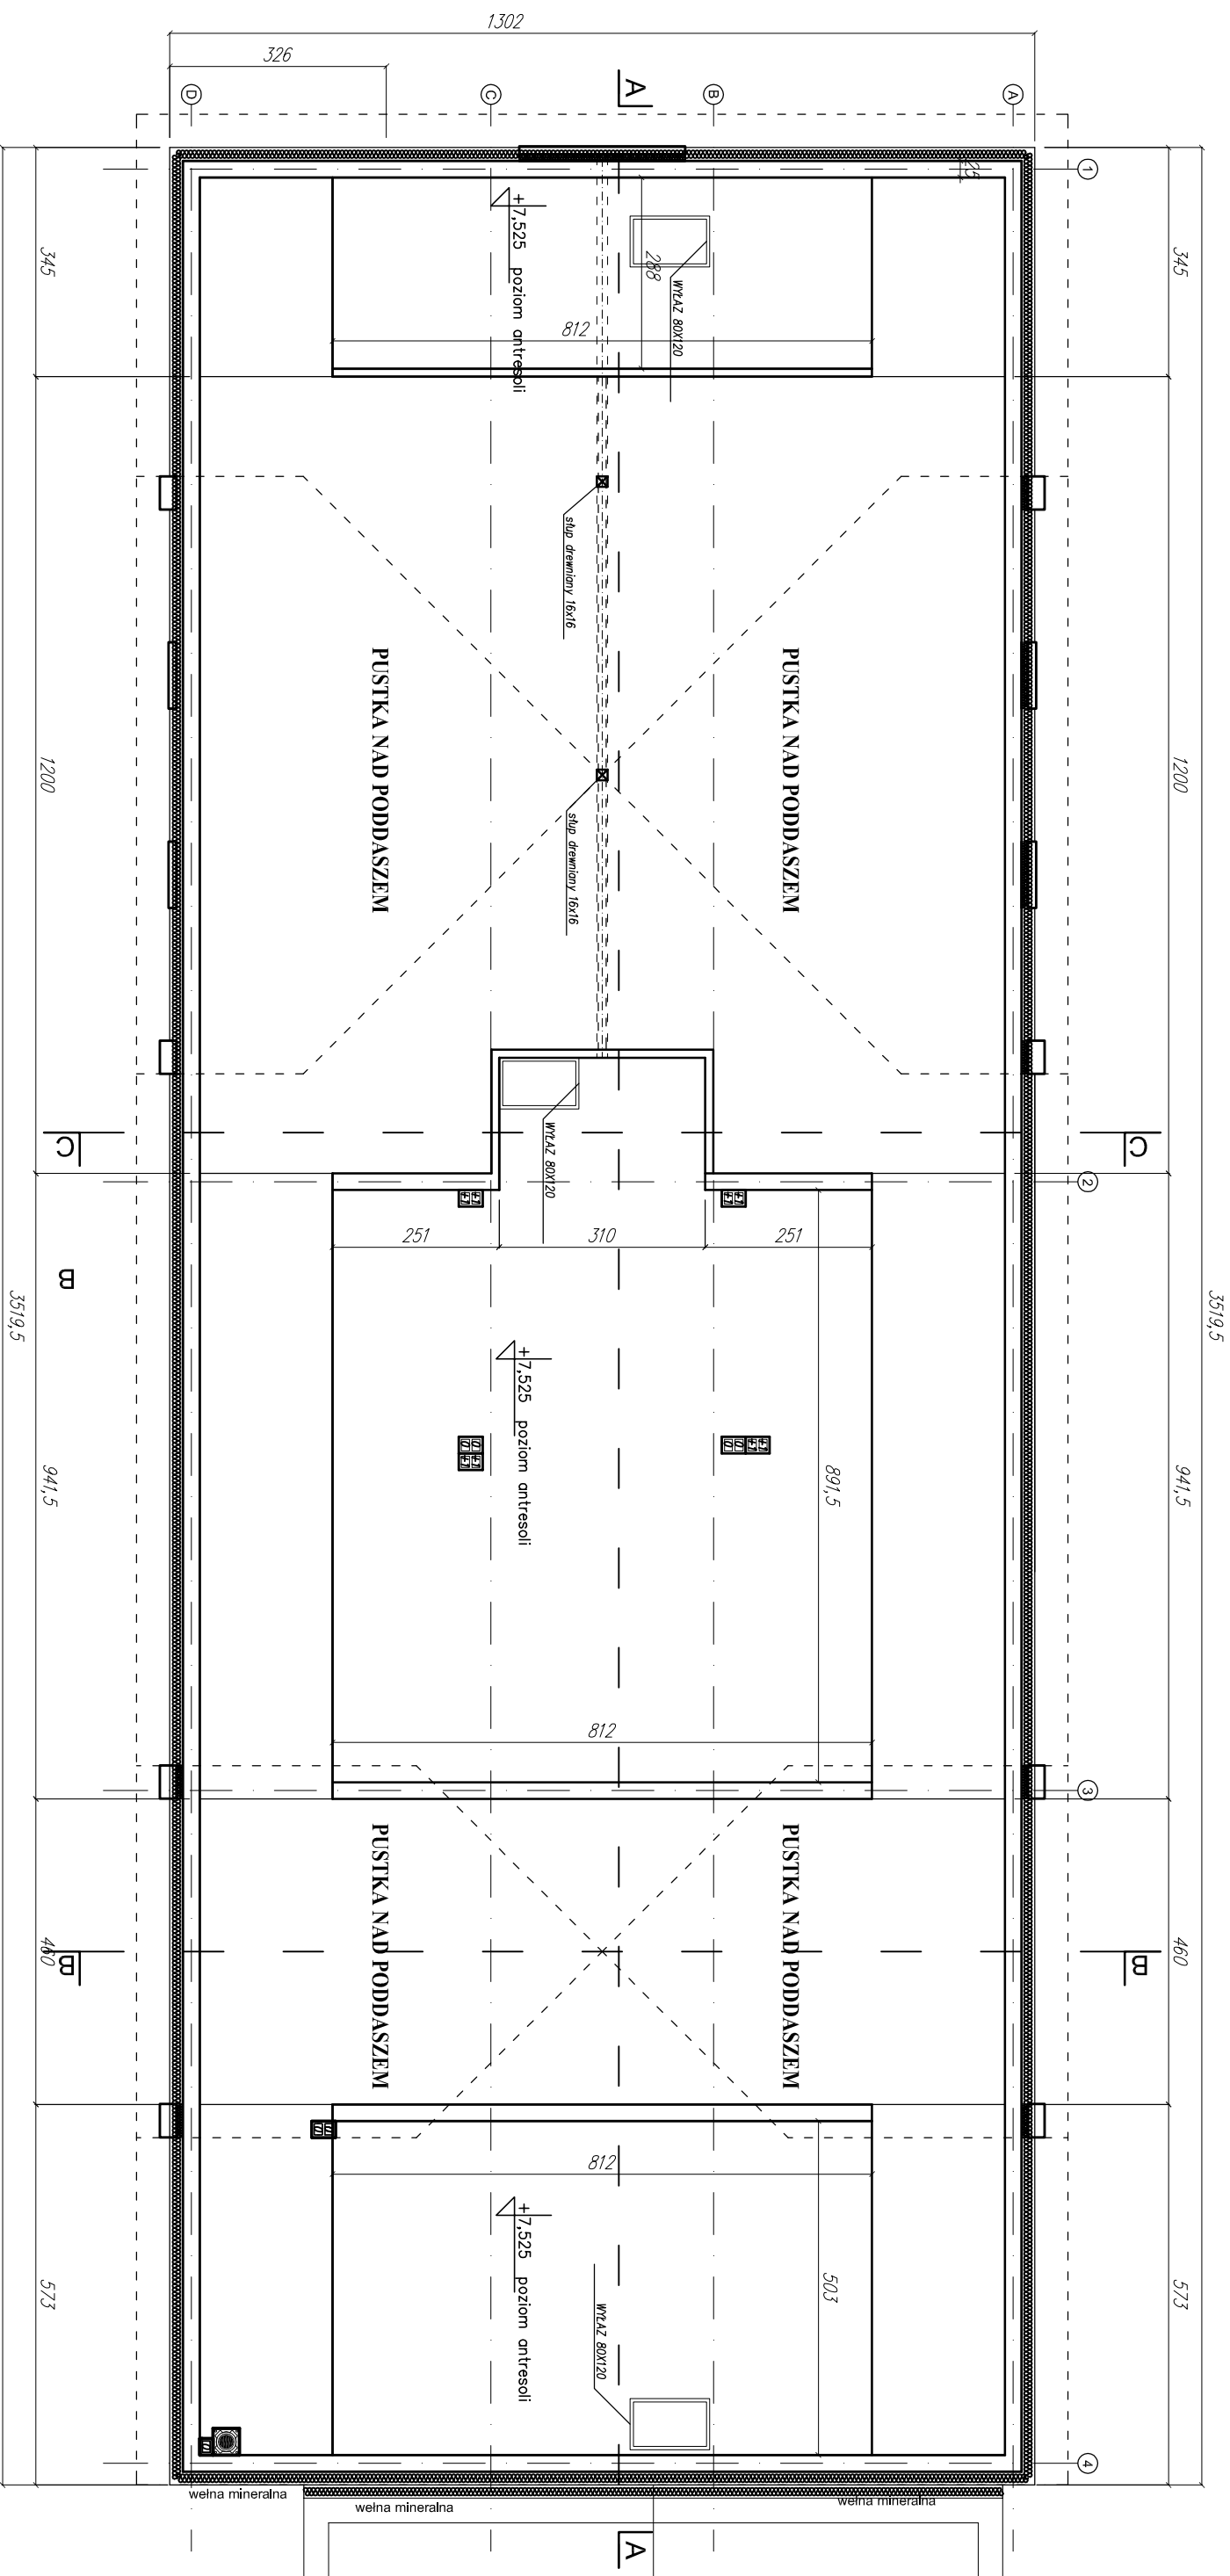 1302
326
D
C
A
B
A
1
25
345
345
+7,525 poziom antresoli
288
WYŁAZ 80X120
812
słup drewniany 16x16
PUSTKA NAD PODDASZEM
PUSTKA NAD PODDASZEM
1200
1200
słup drewniany 16x16
WYŁAZ 80X120
C
C
2
251
310
251
B
3519,5
3519,5
+7,525 poziom antresoli
941,5
891,5
941,5
812
3
PUSTKA NAD PODDASZEM
PUSTKA NAD PODDASZEM
460
B
B
460
812
+7,525 poziom antresoli
573
503
573
WYŁAZ 80X120
4
wełna mineralna
wełna mineralna
wełna mineralna
A